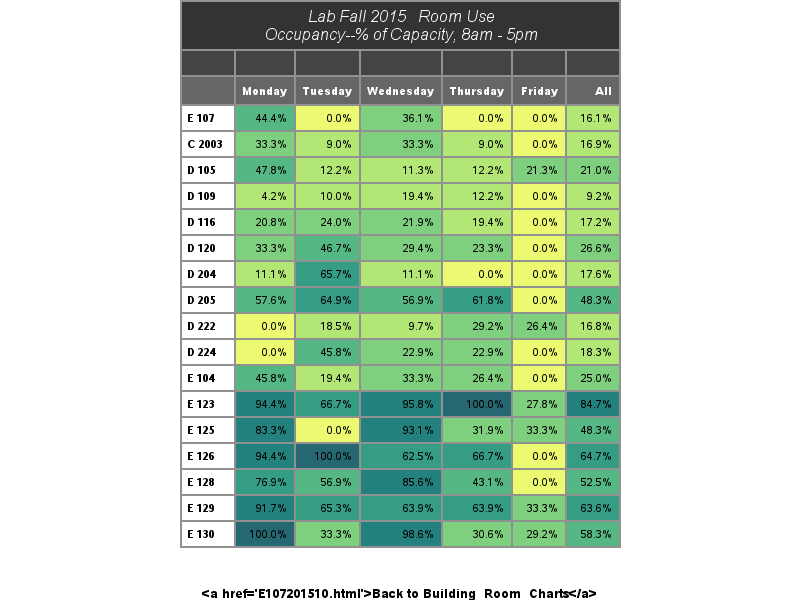 Lab Fall 2015 Room Use
Occupancy--% of Capacity, 8am - 5pm
Monday Tuesday Wednesday Thursday Friday All
E 107 44.4% 0.0% 36.1% 0.0% 0.0% 16.1%
C 2003 33.3% 9.0% 33.3% 9.0% 0.0% 16.9%
D 105 47.8% 12.2% 11.3% 12.2% 21.3% 21.0%
D 109 4.2% 10.0% 19.4% 12.2% 0.0% 9.2%
D 116 20.8% 24.0% 21.9% 19.4% 0.0% 17.2%
D 120 33.3% 46.7% 29.4% 23.3% 0.0% 26.6%
D 204 11.1% 65.7% 11.1% 0.0% 0.0% 17.6%
D 205 57.6% 64.9% 56.9% 61.8% 0.0% 48.3%
D 222 0.0% 18.5% 9.7% 29.2% 26.4% 16.8%
D 224 0.0% 45.8% 22.9% 22.9% 0.0% 18.3%
E 104 45.8% 19.4% 33.3% 26.4% 0.0% 25.0%
E 123 94.4% 66.7% 95.8% 100.0% 27.8% 84.7%
E 125 83.3% 0.0% 93.1% 31.9% 33.3% 48.3%
E 126 94.4% 100.0% 62.5% 66.7% 0.0% 64.7%
E 128 76.9% 56.9% 85.6% 43.1% 0.0% 52.5%
E 129 91.7% 65.3% 63.9% 63.9% 33.3% 63.6%
E 130 100.0% 33.3% 98.6% 30.6% 29.2% 58.3%
<a href='E107201510.html'>Back to Building_Room_Charts</a>